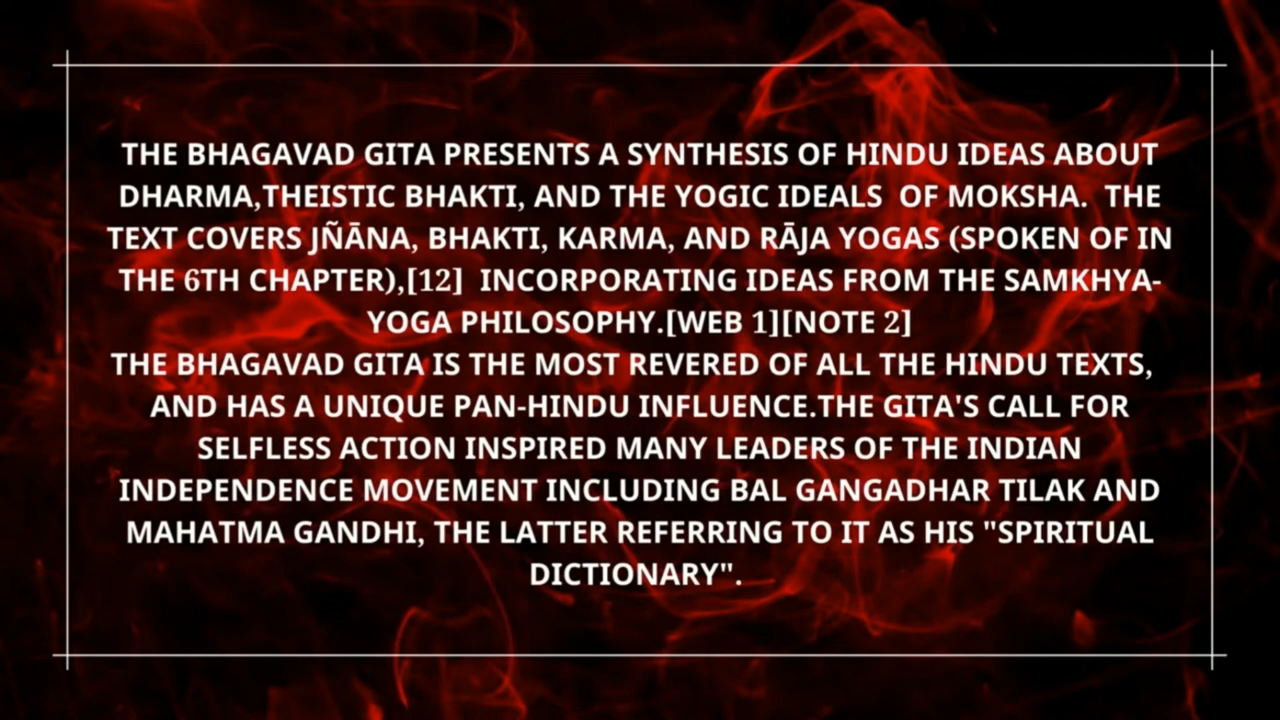 THE BHAGAVAD GITA PRESENTS A SYNTHESIS OF HINDU IDEAS ABOUT
DHARMA,THEISTIC BHAKTI, AND THE YOGIC IDEALS  OF MOKSHA.  THE
TEXT COVERS JÑĀNA, BHAKTI, KARMA, AND RĀJA YOGAS (SPOKEN OF IN
THE 6TH CHAPTER),[12]  INCORPORATING IDEAS FROM THE SAMKHYA-
YOGA PHILOSOPHY.[WEB 1][NOTE 2]
THE BHAGAVAD GITA IS THE MOST REVERED OF ALL THE HINDU TEXTS,
AND HAS A UNIQUE PAN-HINDU INFLUENCE.THE GITA'S CALL FOR
SELFLESS ACTION INSPIRED MANY LEADERS OF THE INDIAN
INDEPENDENCE MOVEMENT INCLUDING BAL GANGADHAR TILAK AND
MAHATMA GANDHI, THE LATTER REFERRING TO IT AS HIS "SPIRITUAL
DICTIONARY".